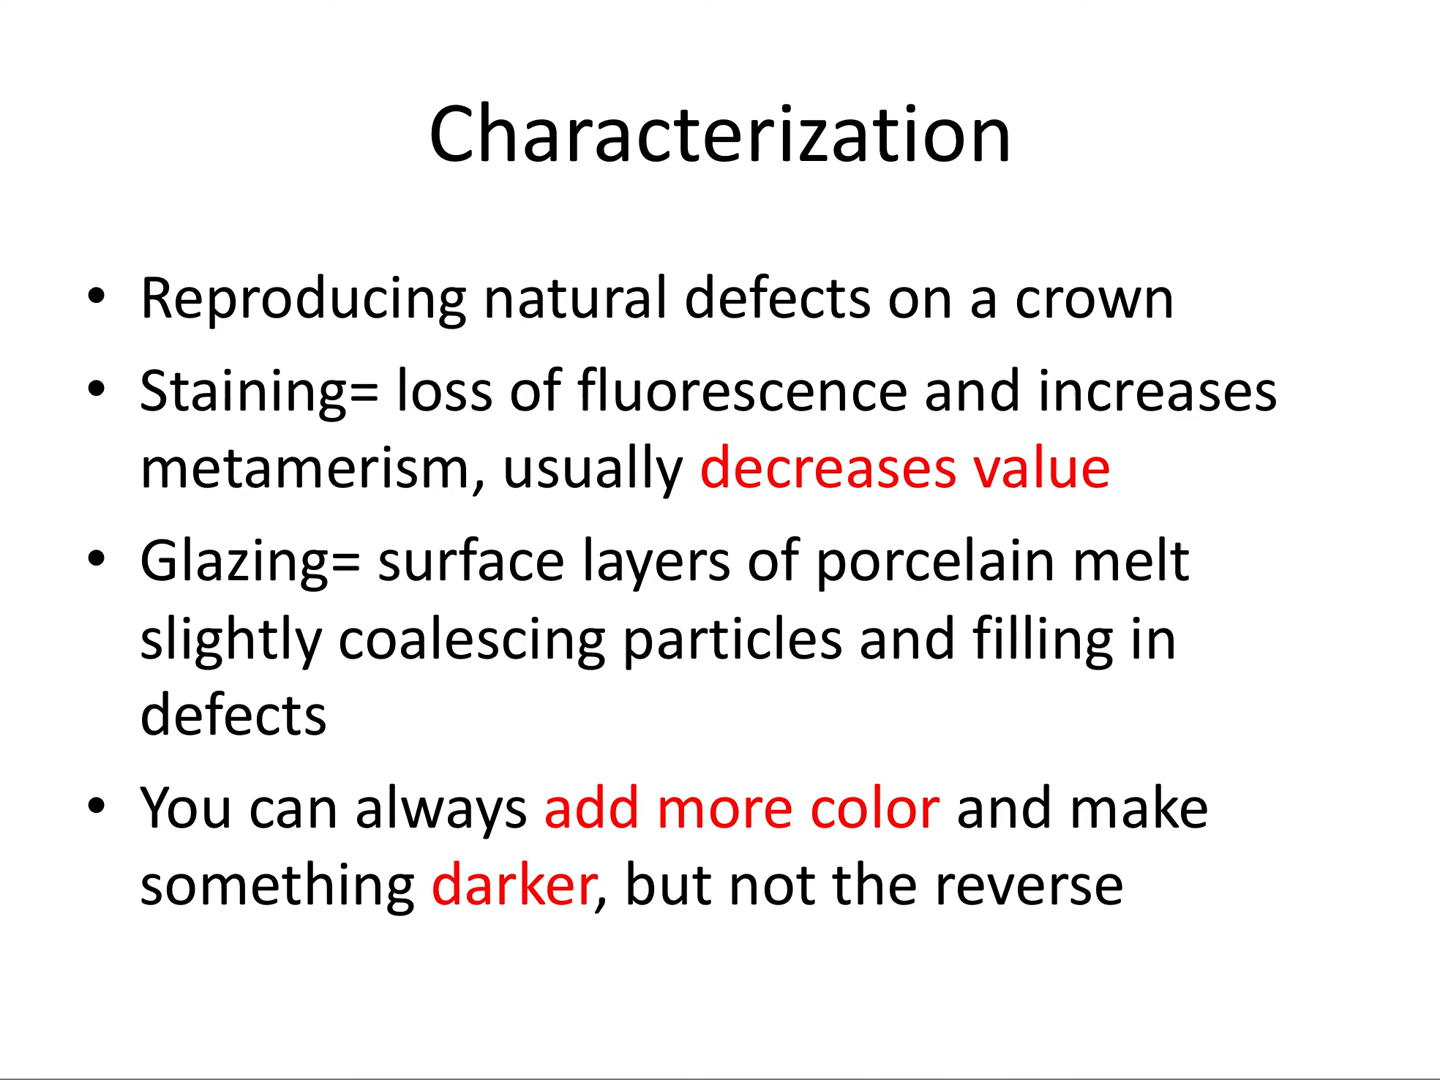 Characterization
• Reproducing natural defects on a crown
• Staining= loss of fluorescence and increases
metamerism, usually decreases value
• Glazing= surface layers of porcelain melt
slightly coalescing particles and filling in
defects
• You can always add more color and make
something darker, but not the reverse